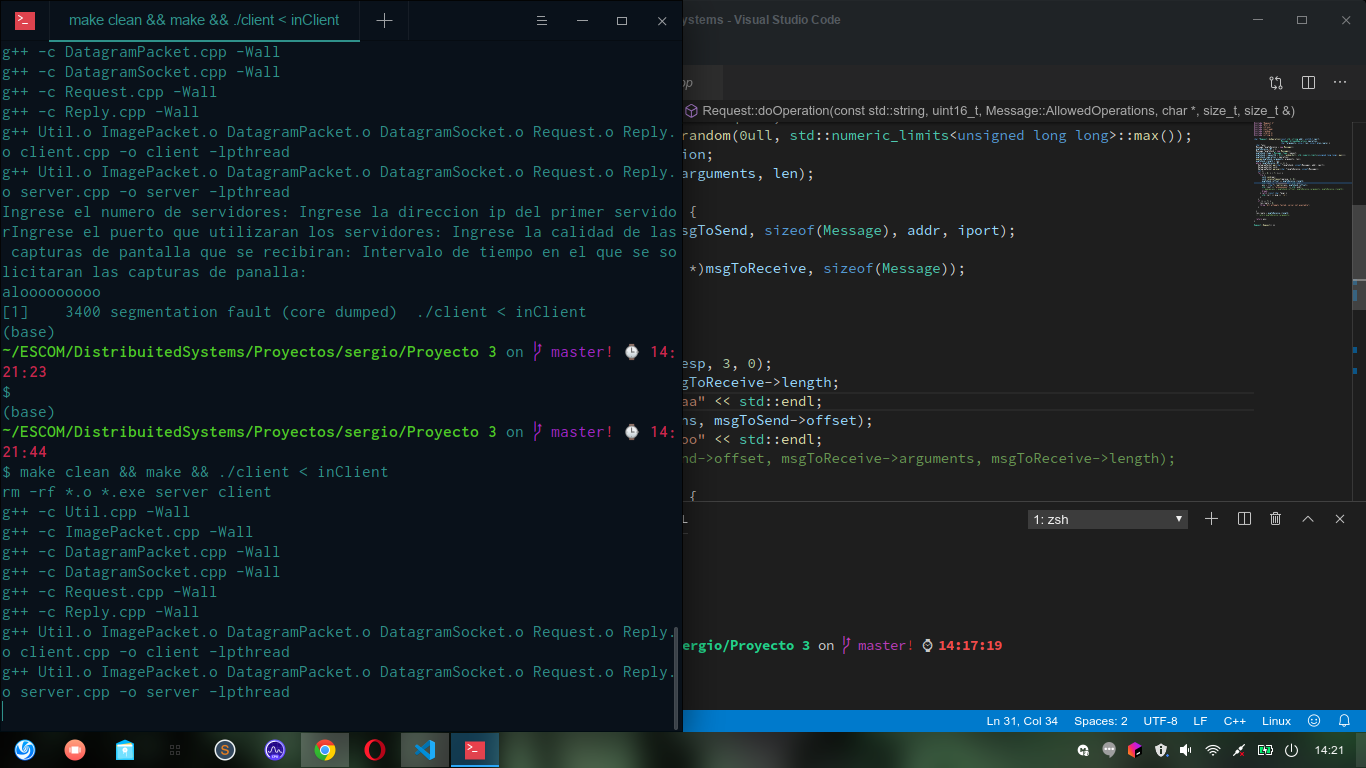 make clean && make && ./client < inClient
g++ -c DatagramPacket.cpp -Wall
g++ -c DatagramSocket.cpp -Wall
g++ -c Request.cpp -Wall
g++ -c Reply.cpp -Wall
g++ Util.o ImagePacket.o DatagramPacket.o DatagramSocket.o Request.o Reply.
o client.cpp -o client -lpthread
g++ Util.o ImagePacket.o DatagramPacket.o DatagramSocket.o Request.o Reply.
o server.cpp -o server -lpthread
Ingrese el numero de servidores: Ingrese la direccion ip del primer servido
rIngrese el puerto que utilizaran los servidores: Ingrese la calidad de las
capturas de pantalla que se recibiran: Intervalo de tiempo en el que se so
licitaran las capturas de panalla:
alooooooooo
[1]    3400 segmentation fault (core dumped)  ./client < inClient
(base)
~/ESCOM/DistribuitedSystems/Proyectos/sergio/Proyecto 3 on master! 14:
21:23
$
(base)
~/ESCOM/DistribuitedSystems/Proyectos/sergio/Proyecto 3 on master! 14:
21:44
$ make clean && make && ./client < inClient
rm -rf *.o *.exe server client
g++ -c Util.cpp -Wall
g++ -c ImagePacket.cpp -Wall
g++ -c DatagramPacket.cpp -Wall
g++ -c DatagramSocket.cpp -Wall
g++ -c Request.cpp -Wall
g++ -c Reply.cpp -Wall
g++ Util.o ImagePacket.o DatagramPacket.o DatagramSocket.o Request.o Reply.
o client.cpp -o client -lpthread
g++ Util.o ImagePacket.o DatagramPacket.o DatagramSocket.o Request.o Reply.
o server.cpp -o server -lpthread
ystems - Visual Studio Code
pp
Request::doOperation(const std::string, uint16_t, Message::AllowedOperations, char *, size_t, size_t &)
random(0ull, std::numeric_limits<unsigned long long>::max());
ion;
arguments, len);
{
sgToSend, sizeof(Message), addr, iport);
*)msgToReceive, sizeof(Message));
esp, 3, 0);
gToReceive->length;
aa" << std::endl;
ns, msgToSend->offset);
oo" << std::endl;
nd->offset, msgToReceive->arguments, msgToReceive->length);
{
L
1: zsh
ergio/Proyecto 3 on master! 14:17:19
Ln 31, Col 34 Spaces: 2 UTF-8 LF C++ Linux
14:21